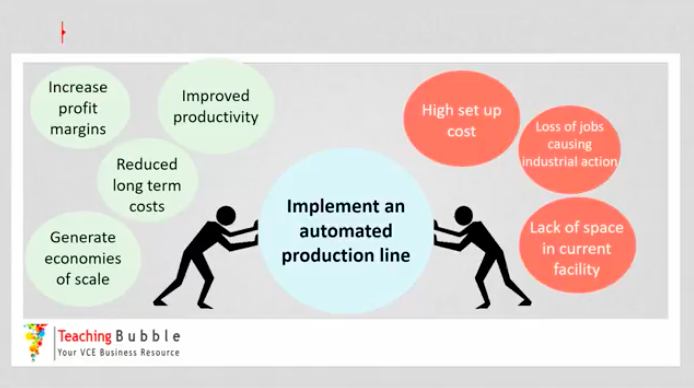 Increase
profit
margins
Improved
productivity
Reduced
long term
costs
Generate
economies
of scale
Implement an
automated
production line
High set up
cost
Loss of jobs
causing
industrial action
Lack of space
in current
facility
Teaching Bubble
Your VCE Business Resource